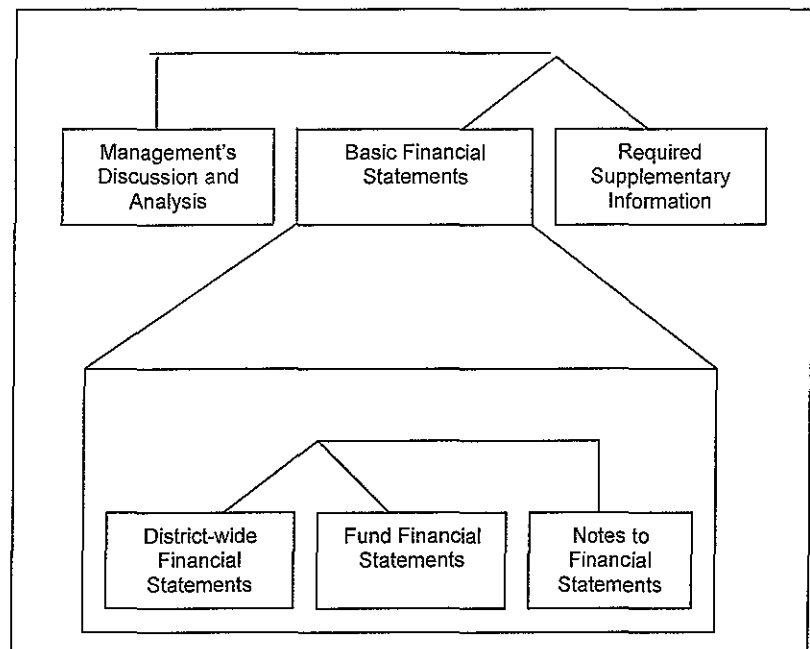 Management's
Discussion and
Analysis
Basic Financial
Statements
Required
Supplementary
Information
District-wide
Financial
Statements
Fund Financial
Statements
Notes to
Financial
Statements